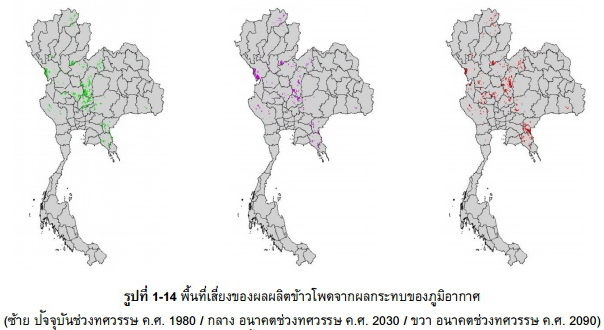 รูปที่ 1-14 พื้นที่เสี่ยงของผลผลิตข้าวโพดจากผลกระทบของภูมิอากาศ
(ซ้าย ปัจจุบันช่วงทศวรรษ ค.ศ. 1980 / กลาง อนาคตช่วงทศวรรษ ค.ศ. 2030 / ขวา อนาคตช่วงทศวรรษ ค.ศ. 2090)